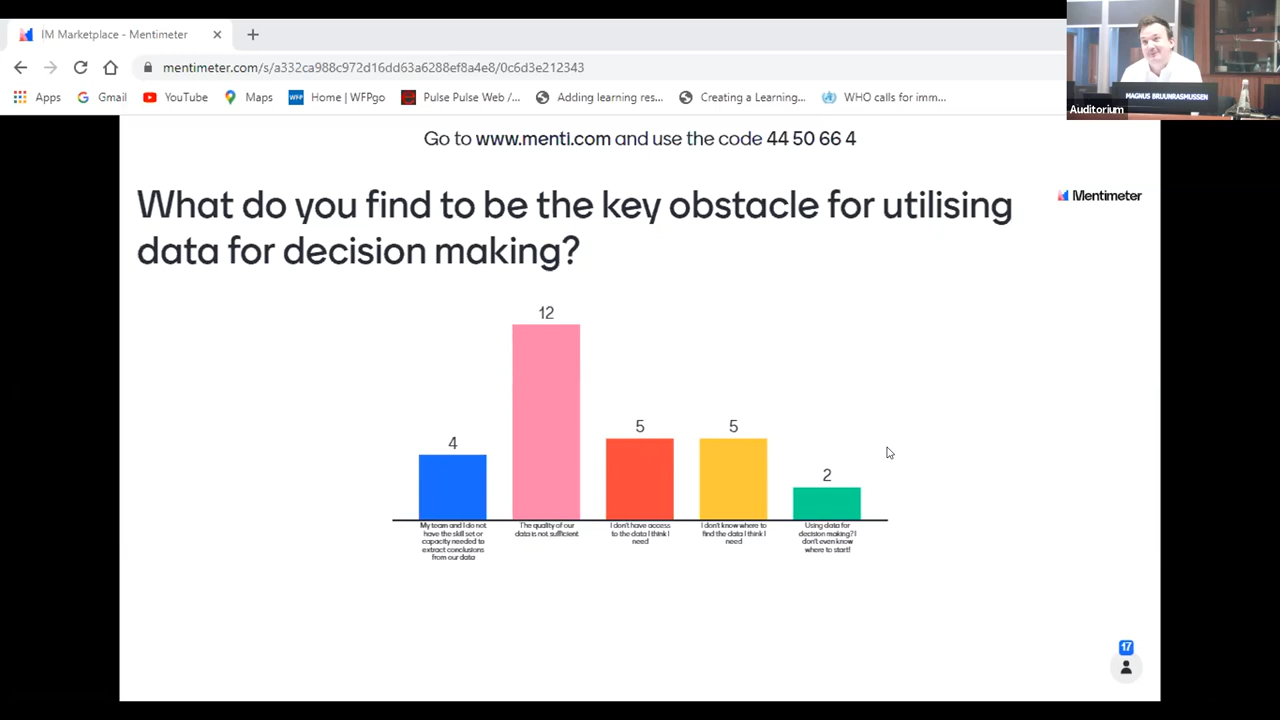 IM Marketplace - Mentimeter
mentimeter.com/s/a332ca988c972d16dd63a6288ef8a4e8/0c6d3e212343
Apps Gmail YouTube Maps Home | WFPgo Pulse Pulse Web /... Adding learning res... Creating a Learning... WHO calls for imm...
MAGNUS BRUUNRASMUSSEN
Auditorium
Go to www.menti.com and use the code 44 50 66 4
What do you find to be the key obstacle for utilising
data for decision making?
Mentimeter
12
4
5
5
2
My team and I do not
have the skill set or
capacity needed to
extract conclusions
from our data
The quality of our
data is not sufficient
I don't have access
to the data I think I
need
I don't know where to
find the data I think I
need
Using data for
decision making? I
don't even know
where to start!
17